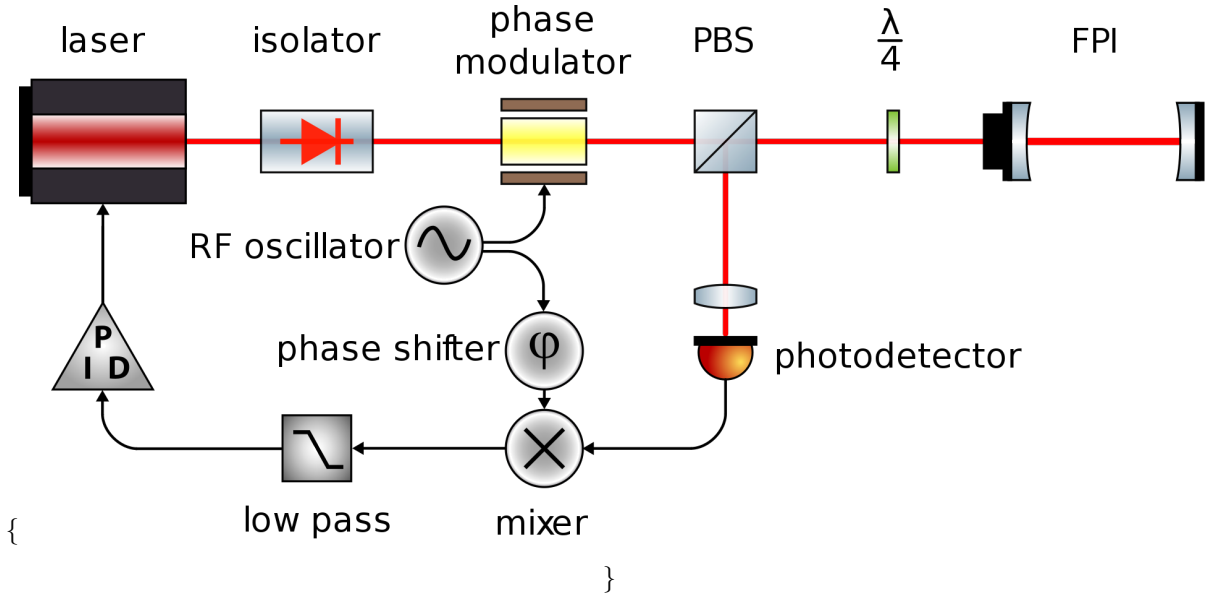 laser
isolator
phase
modulator
PBS
λ
4
FPI
RF oscillator
phase shifter
φ
photodetector
P
I D
low pass
mixer
{
}